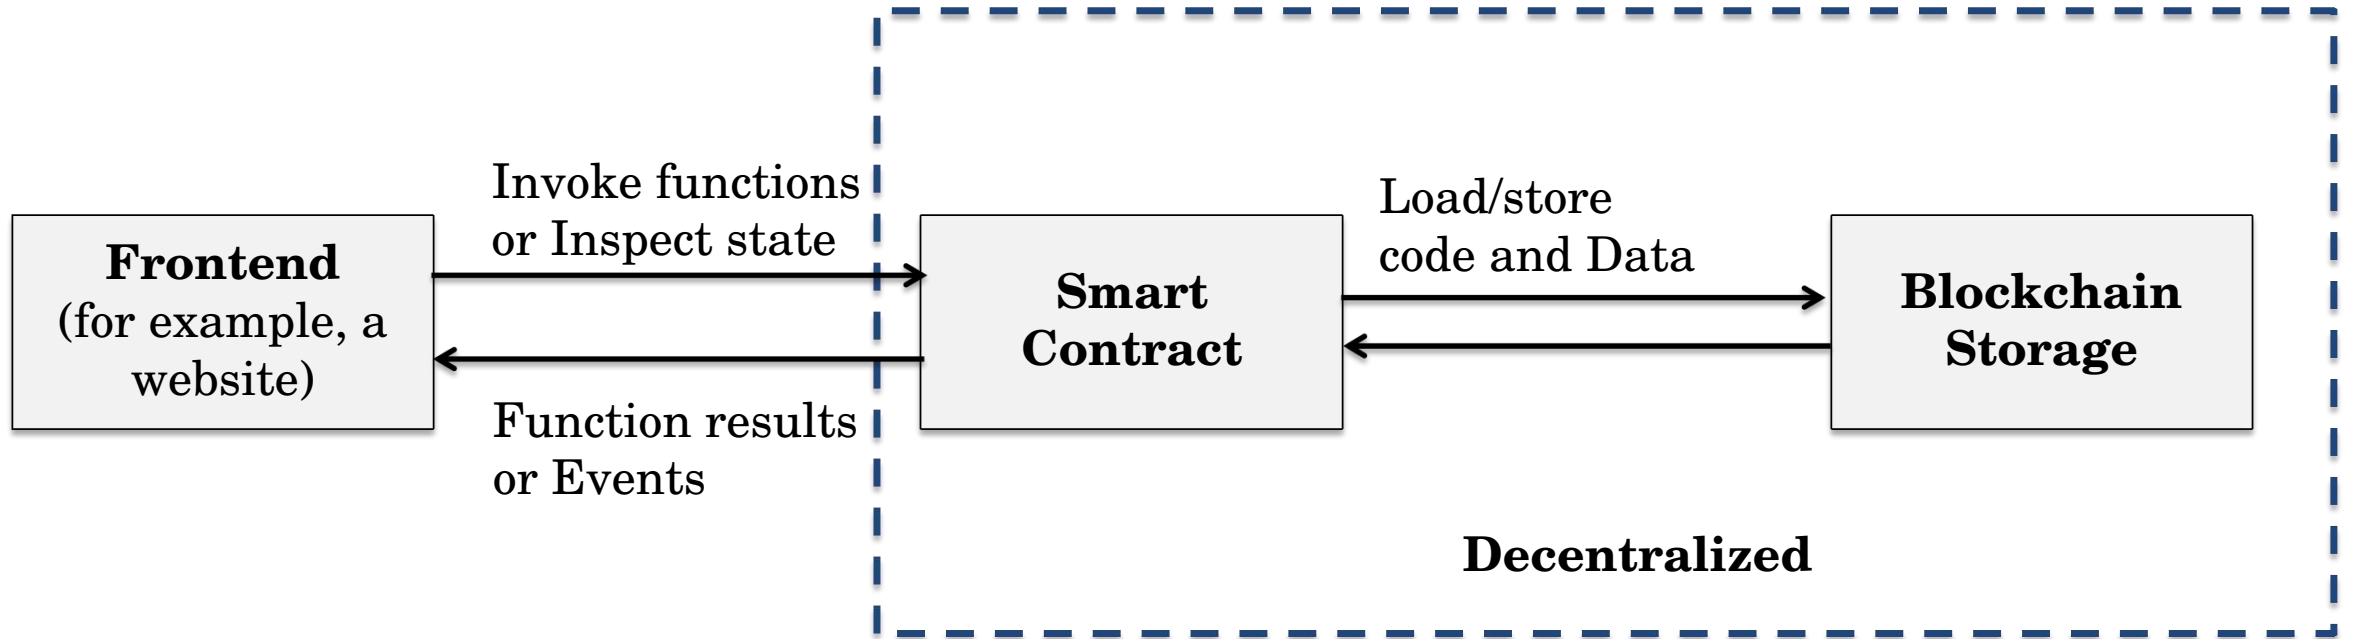 Invoke functions
or Inspect state
Frontend
(for example, a
website)
Function results
or Events
Smart
Contract
Load/store
code and Data
Blockchain
Storage
Decentralized